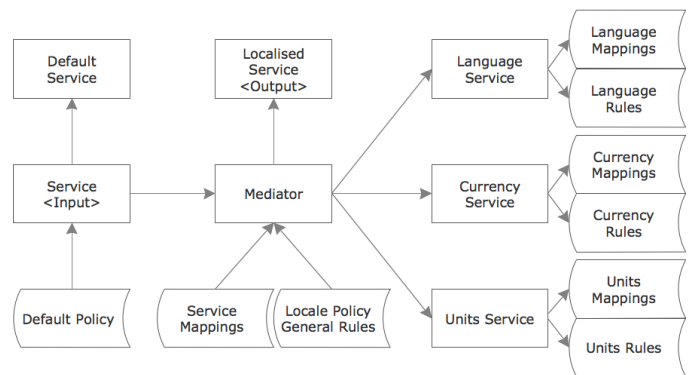 Default
Service
Localised
Service
<Output>
Language
Service
Language
Mappings
Language
Rules
Service
<Input>
Mediator
Currency
Service
Currency
Mappings
Currency
Rules
Default Policy
Service
Mappings
Locale Policy
General Rules
Units Service
Units
Mappings
Units Rules